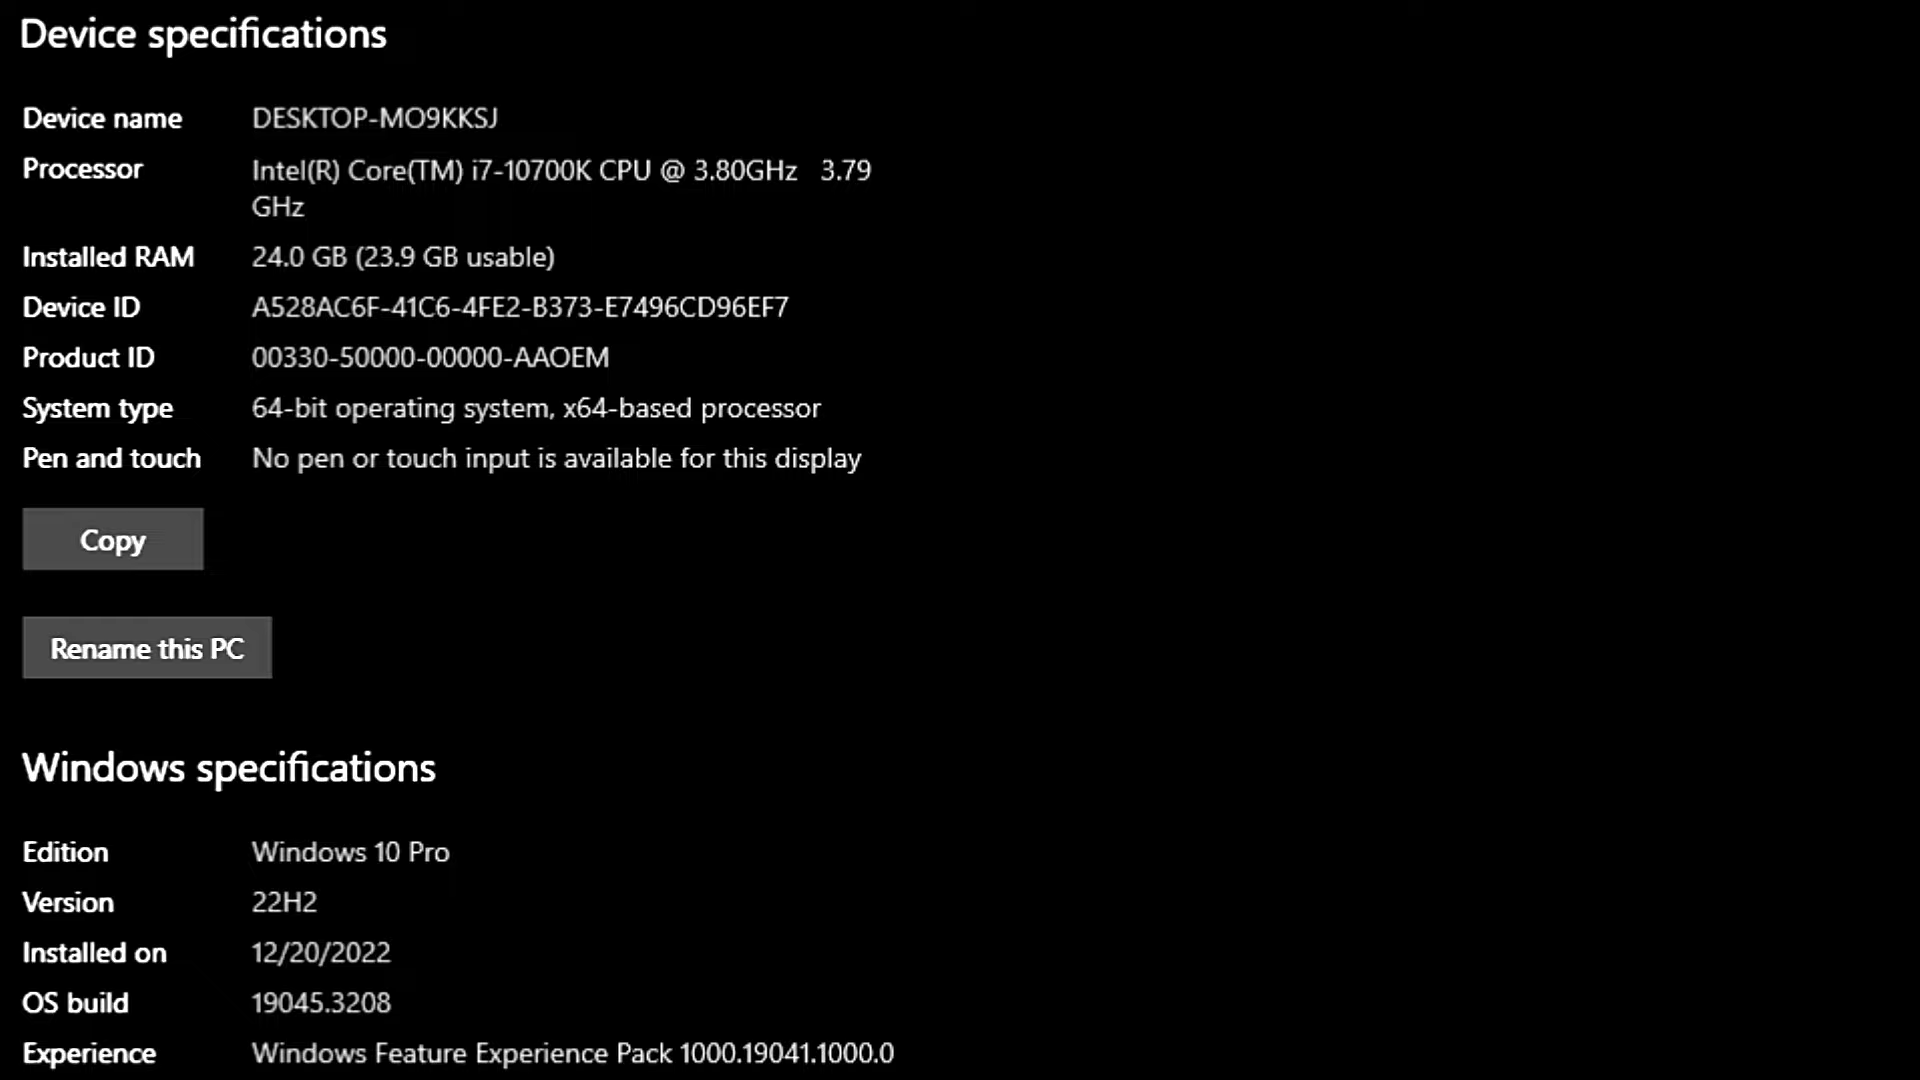 Device specifications
Device name DESKTOP-MO9KKSJ
Processor Intel(R) Core(TM) i7-10700K CPU @ 3.80GHz 3.79
GHz
Installed RAM 24.0 GB (23.9 GB usable)
Device ID A528AC6F-41C6-4FE2-B373-E7496CD96EF7
Product ID 00330-50000-00000-AAOEM
System type 64-bit operating system, x64-based processor
Pen and touch No pen or touch input is available for this display
Copy
Rename this PC
Windows specifications
Edition Windows 10 Pro
Version 22H2
Installed on 12/20/2022
OS build 19045.3208
Experience Windows Feature Experience Pack 1000.19041.1000.0